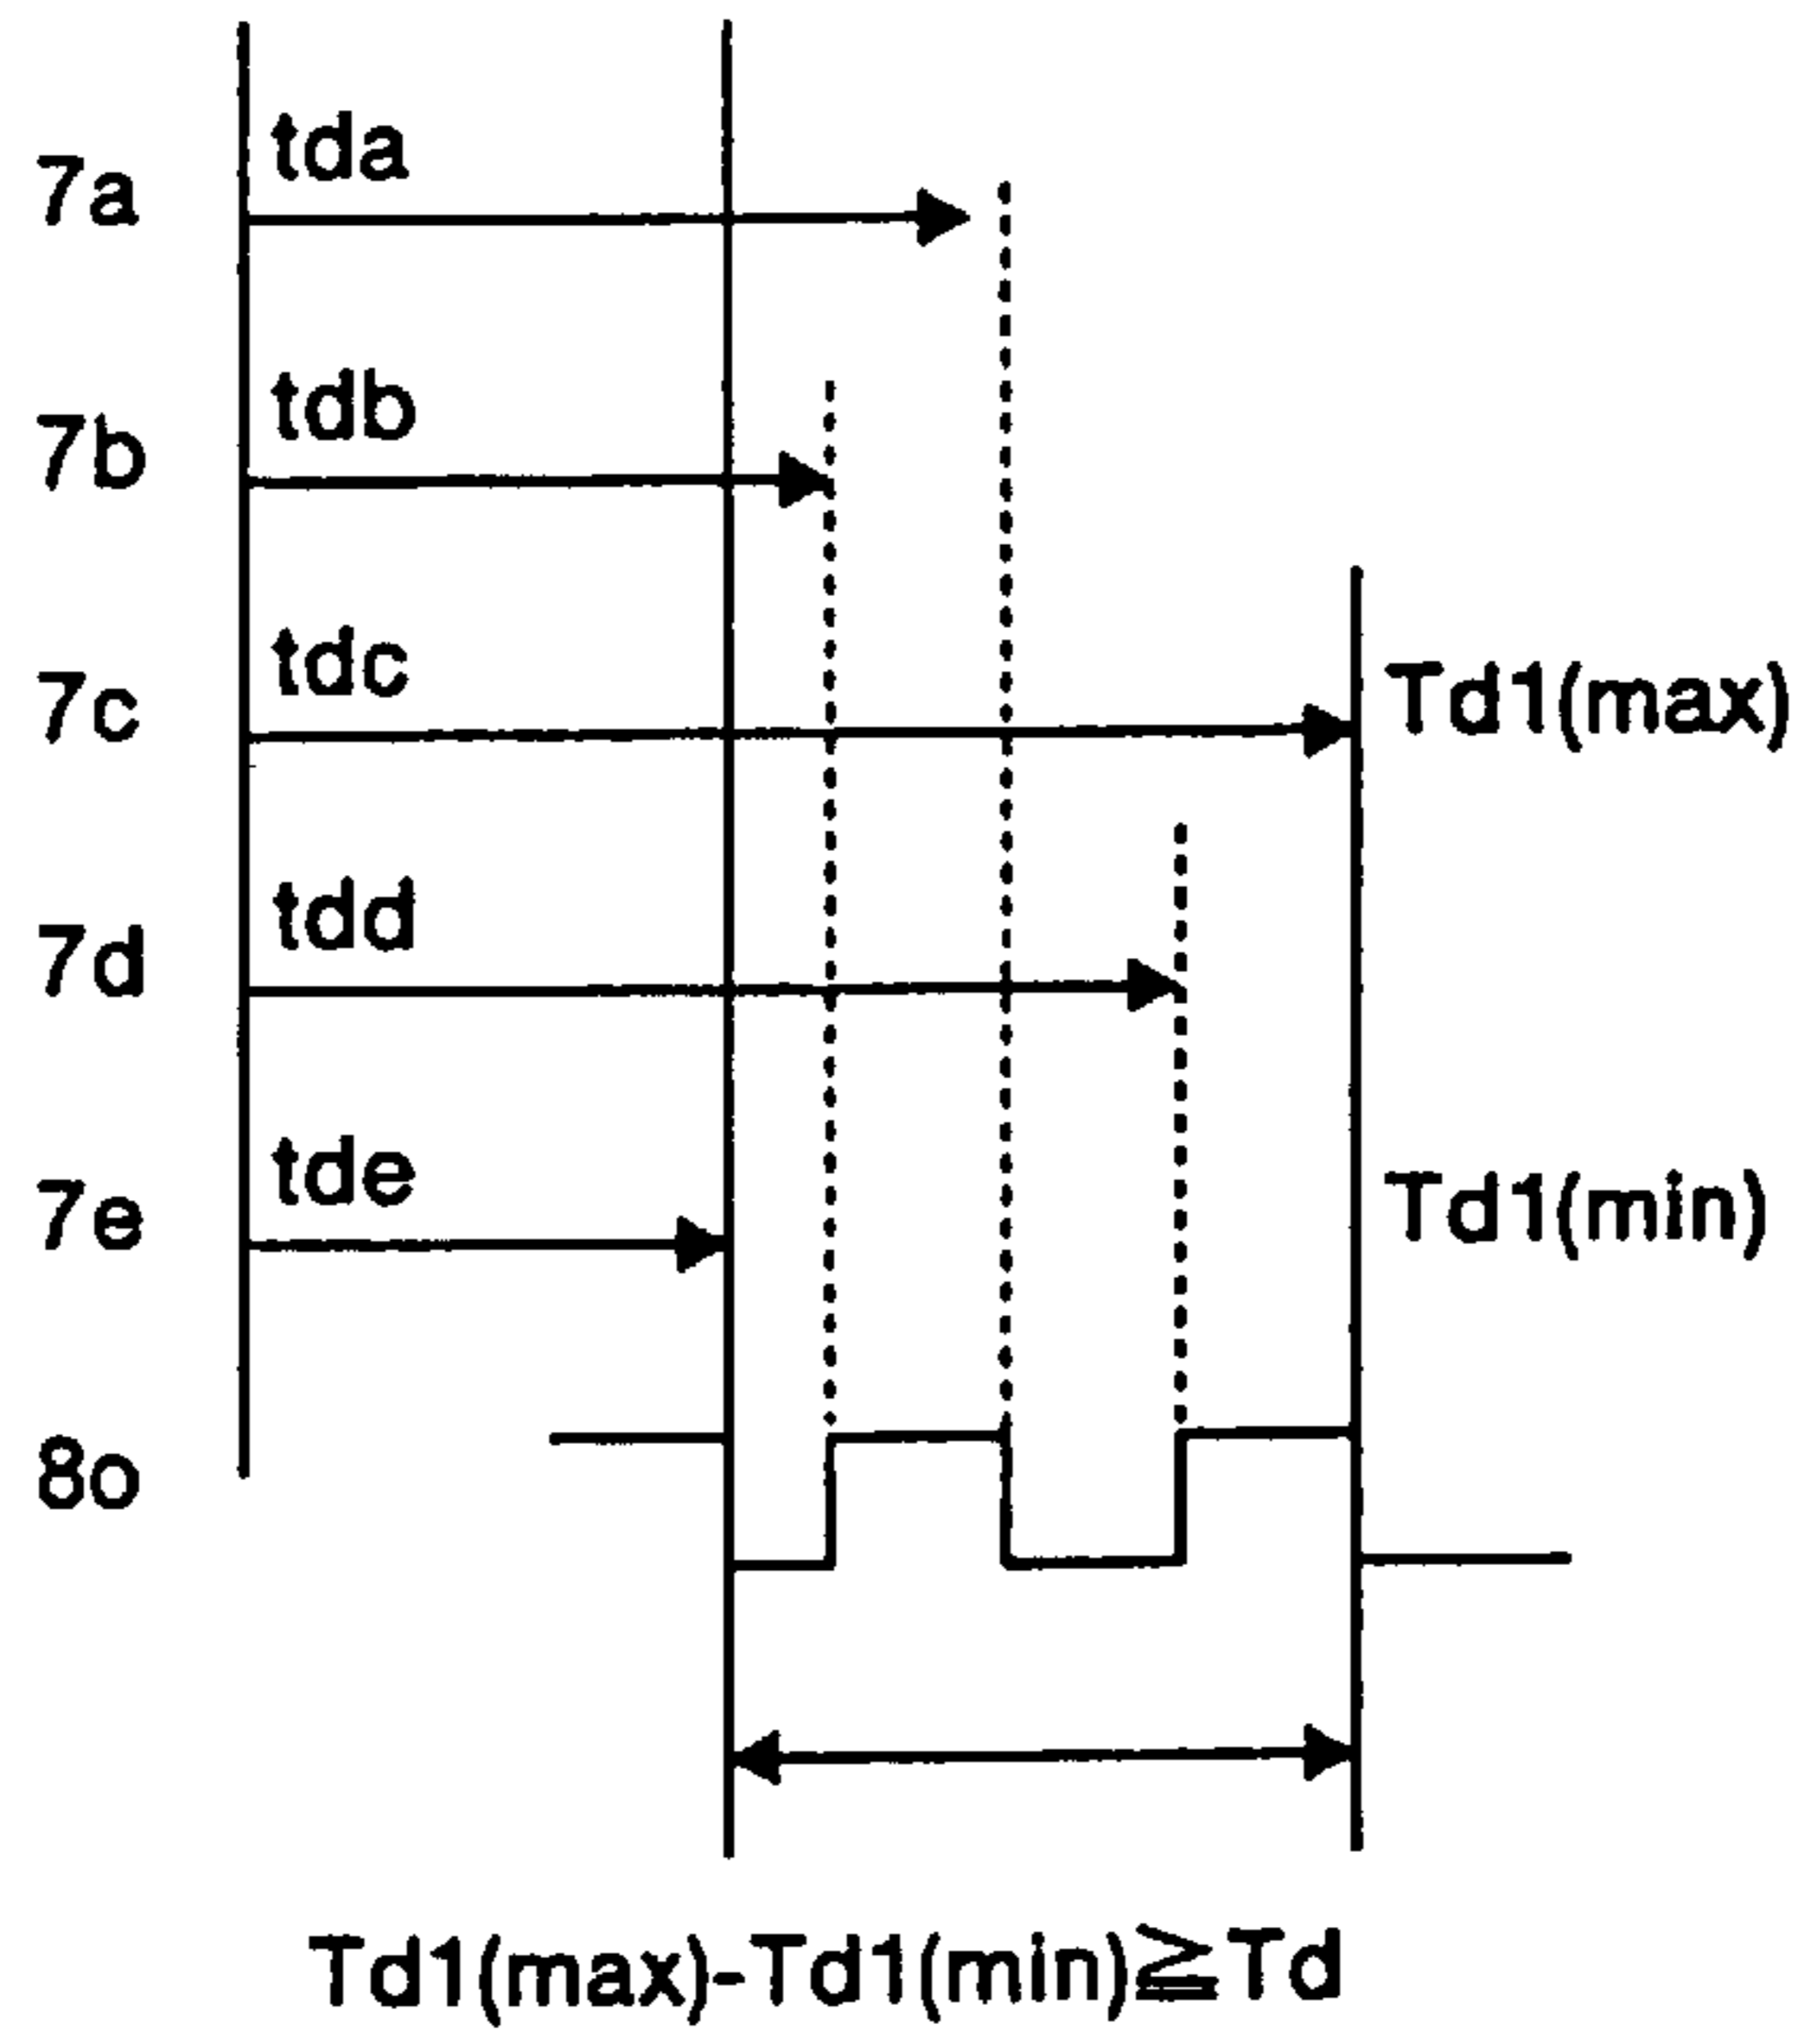 tda
7a
tdb
7b
tdc
7c Td1(max)
tdd
7d
tde
7e Td1(min)
8o
Td1(max)-Td1(min)≧Td